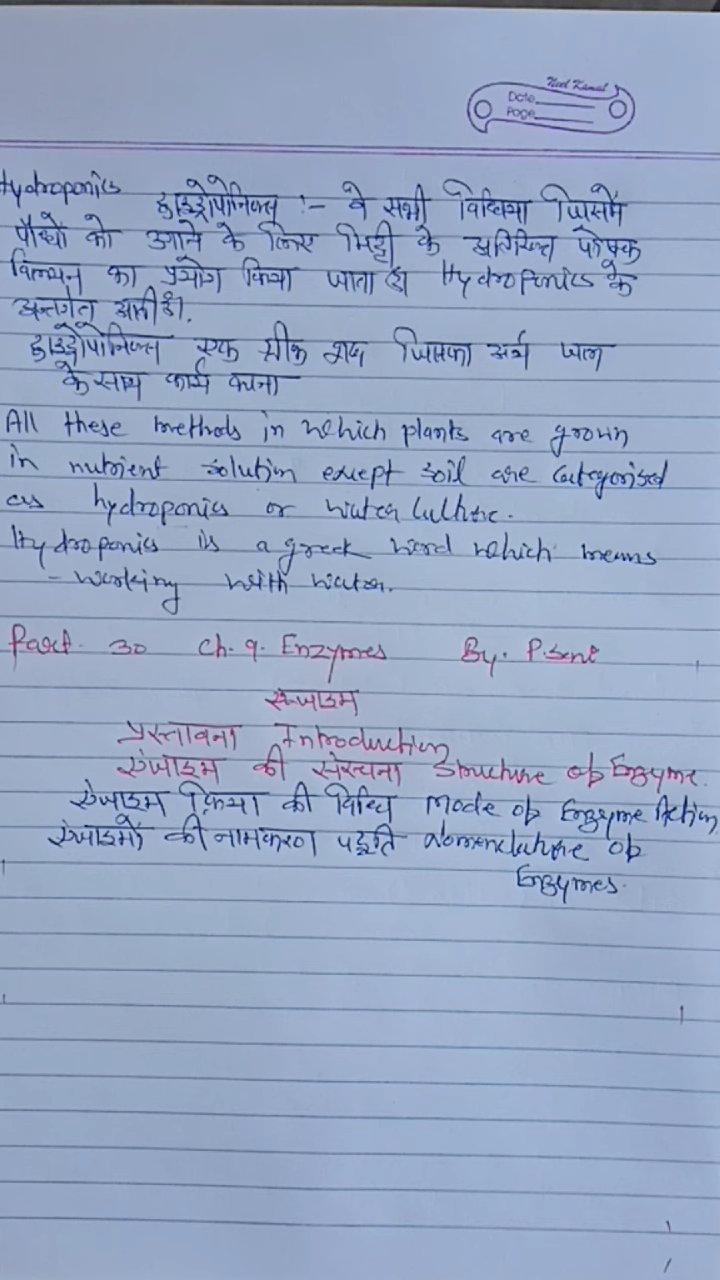 Neel Kamal
Date
Page
Hydroponics हाइड्रोपोनिक्स :- वे सभी विधिया जिसमें
पौधों को उगाने के लिए मिट्टी के अतिरिक्त पोषक
विलयन का प्रयोग किया जाता है। Hydroponics के
अन्तर्गत आती है।
हाइड्रोपोनिक्स एक ग्रीक शब्द जिसका अर्थ जल
के साथ कार्य करना
All these methods in which plants are grown
in nutrient solution except soil are categorised
as hydroponics or water culture.
Hydroponics is a greek word which means
- working with water.
Part 30 Ch. 9. Enzymes By. P. Soni
एंजाइम
प्रस्तावना Introduction
एंजाइम की संरचना Structure of Enzyme.
एंजाइम क्रिया की विधि Mode of Enzyme Action
एंजाइमों की नामकरण पद्धति Nomenclature of
Enzymes.